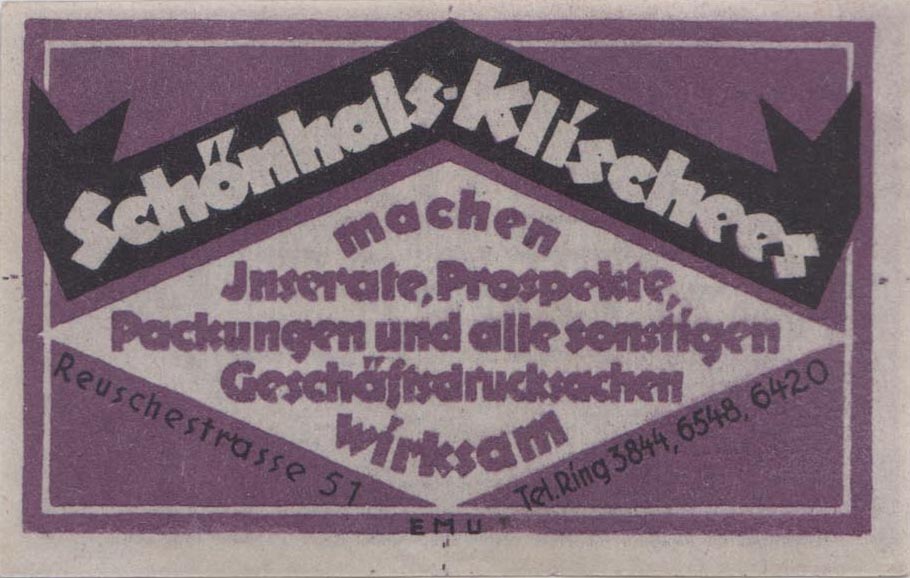 Schönhals-Klischees
machen
Jnserate, Prospekte,
Packungen und alle sonstigen
Geschäftsdrucksachen
wirksam
Reuschestrasse 51
Tel. Ring 3844, 6548, 6420
EMU